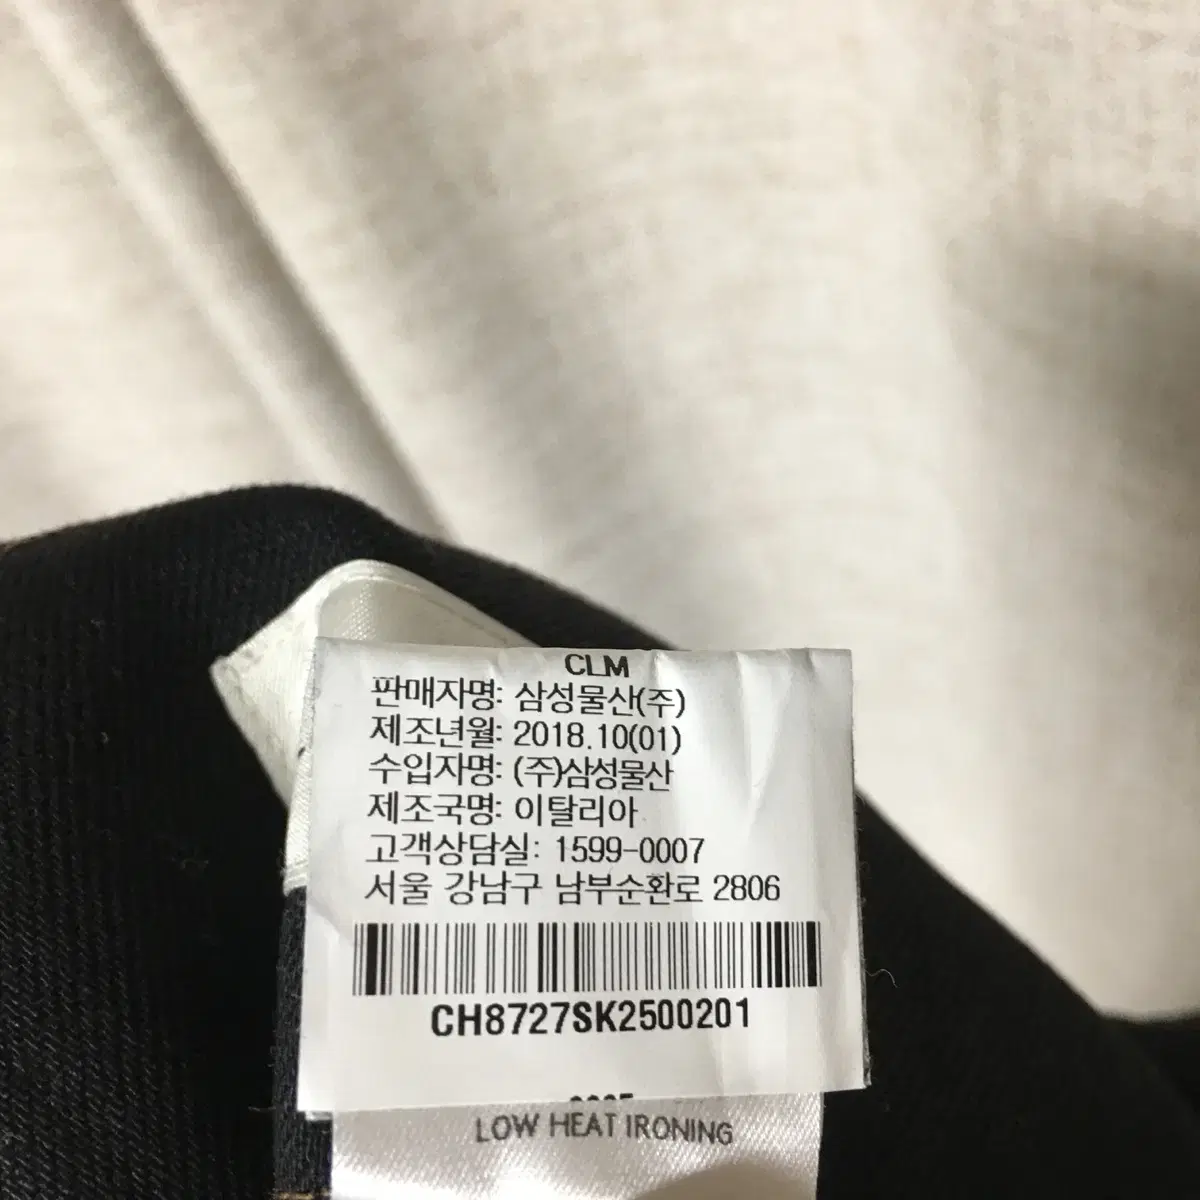 CLM
판매자명: 삼성물산(주)
제조년월: 2018.10(01)
수입자명: (주)삼성물산
제조국명: 이탈리아
고객상담실: 1599-0007
서울 강남구 남부순환로 2806
CH8727SK2500201
LOW HEAT IRONING